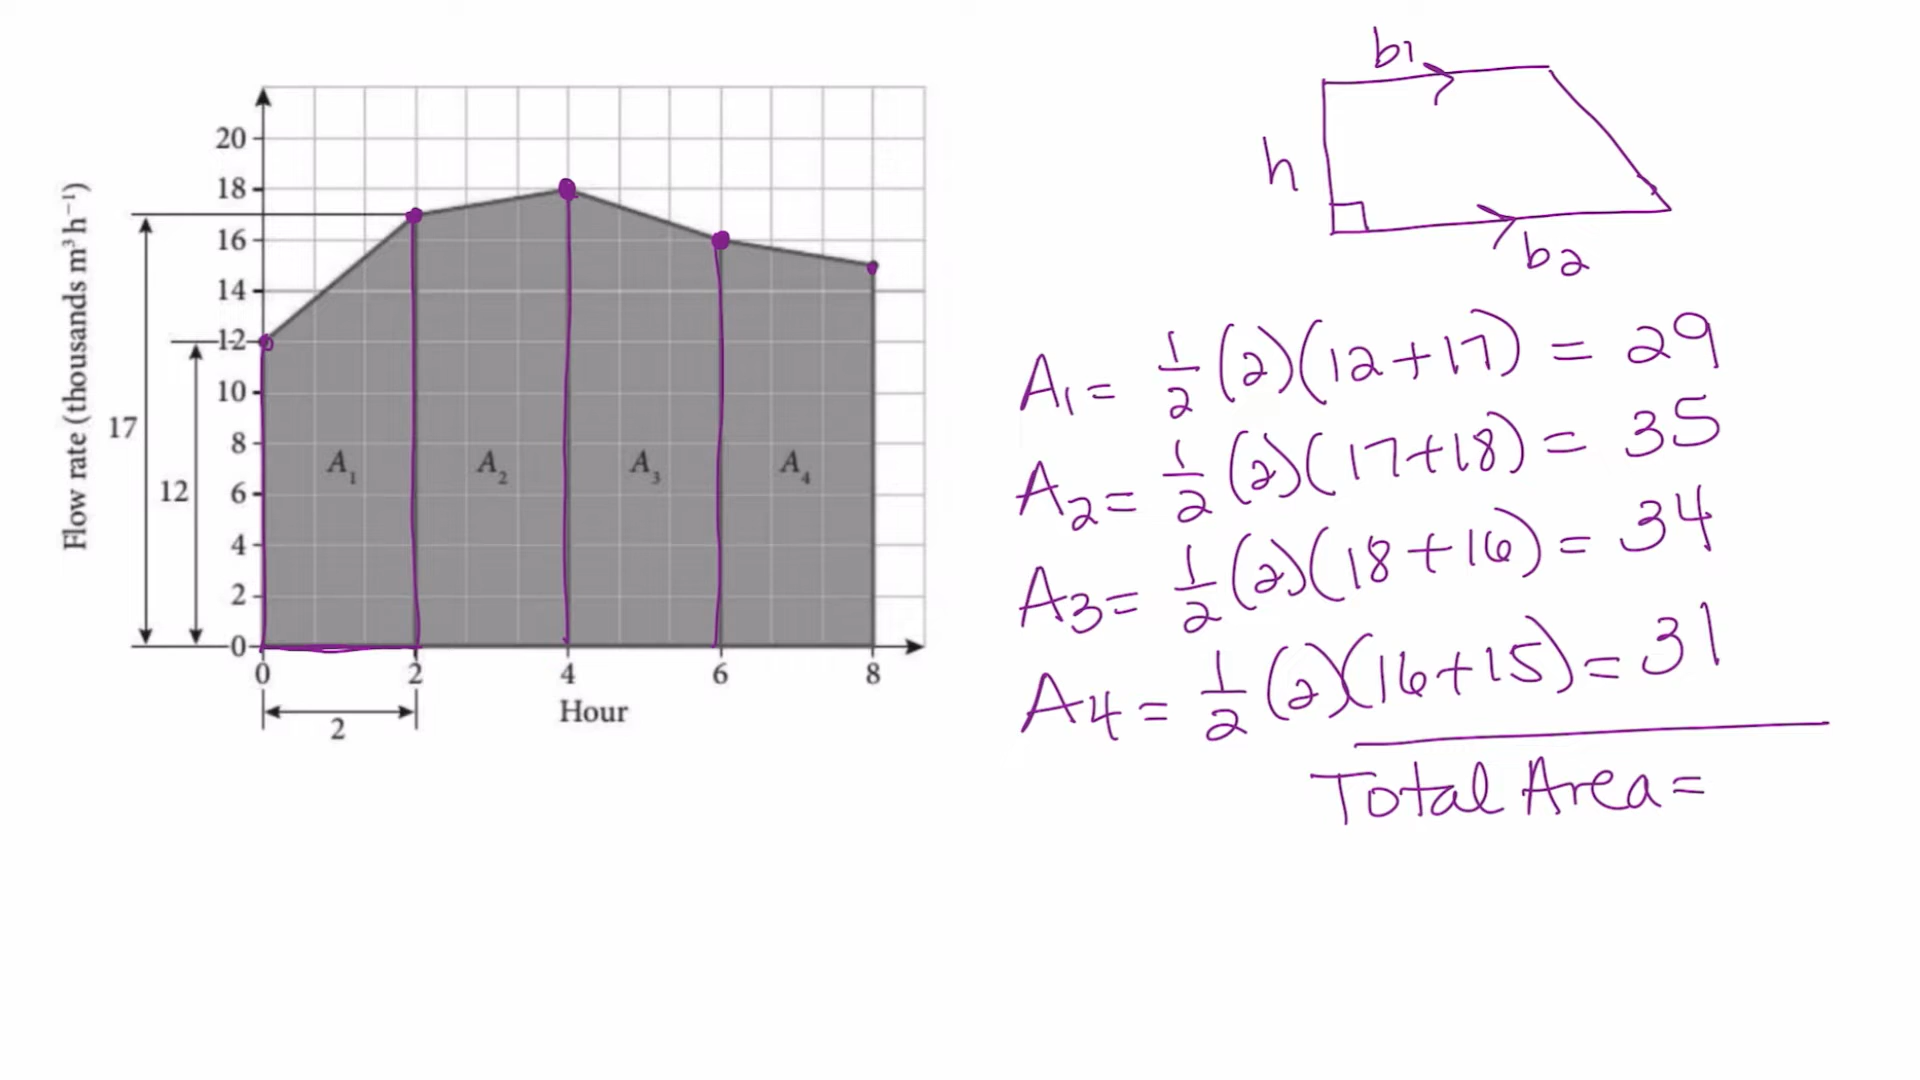 b1
h
b2
20
18
16
14
12
10
8
6
4
2
0
17
12
Flow rate (thousands m³ h⁻¹)
A₁ A₂ A₃ A₄
0 2 4 6 8
2
Hour
A₁ = 1/2 (2)(12+17) = 29
A₂ = 1/2 (2)(17+18) = 35
A₃ = 1/2 (2)(18+16) = 34
A₄ = 1/2 (2)(16+15) = 31
Total Area =